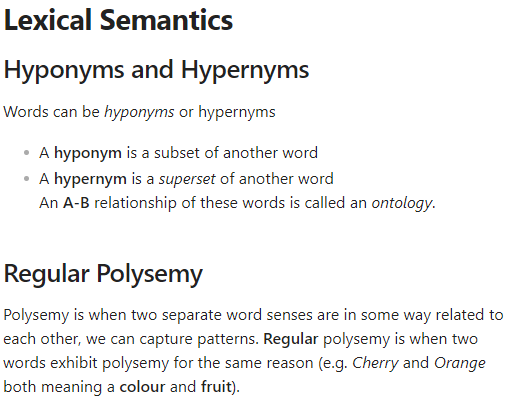 Lexical Semantics
Hyponyms and Hypernyms
Words can be hyponyms or hypernyms
• A hyponym is a subset of another word
• A hypernym is a superset of another word
An A-B relationship of these words is called an ontology.
Regular Polysemy
Polysemy is when two separate word senses are in some way related to
each other, we can capture patterns. Regular polysemy is when two
words exhibit polysemy for the same reason (e.g. Cherry and Orange
both meaning a colour and fruit).